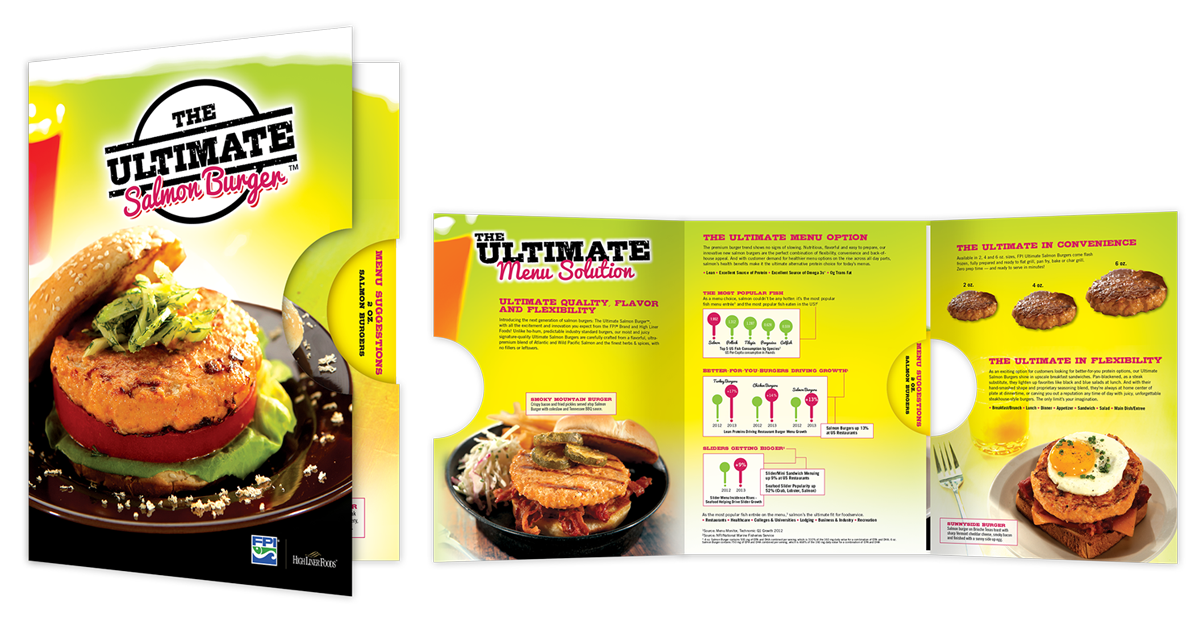 THE
ULTIMATE
Salmon Burger™
MENU SUGGESTIONS
2 OZ.
SALMON BURGERS
FPI
HIGH LINER FOODS
THE
ULTIMATE
Menu Solution
ULTIMATE QUALITY, FLAVOR
AND FLEXIBILITY
Introducing the next generation of salmon burgers. The Ultimate Salmon Burger™,
with all the excitement and innovation you expect from the FPI® Brand and High Liner
Foods! Unlike ho-hum, predictable industry standard burgers, our moist and juicy
signature-quality Ultimate Salmon Burgers are carefully-crafted from a flavorful, ultra-
premium blend of Atlantic and Wild Pacific Salmon and the finest herbs & spices, with
no fillers or leftovers.
SMOKY MOUNTAIN BURGER
Crispy bacon and fried pickles served atop Salmon
Burger with coleslaw and Tennessee BBQ sauce.
THE ULTIMATE MENU OPTION
The premium burger trend shows no signs of slowing. Nutritious, flavorful and easy to prepare, our
innovative new salmon burgers are the perfect combination of flexibility, convenience and back-of-
house appeal. And with customer demand for healthier menu options on the rise across all day parts,
salmon's health benefits make it the ultimate alternative protein choice for today's menus.
• Lean • Excellent Source of Protein • Excellent Source of Omega 3s • 0g Trans Fat
THE MOST POPULAR FISH
As a menu choice, salmon couldn't be any hotter. It's the most popular
fish menu entrée and the most popular fish eaten in the US!
Salmon Pollock Tilapia Pangasius Catfish
Top 5 US Fish Consumption by Species
US Per Capita consumption in Pounds
BETTER-FOR-YOU BURGERS DRIVING GROWTH
Turkey Burgers
Chicken Burgers
Salmon Burgers
+17%
+14%
+13%
2012 2013
2012 2013
2012 2013
Lean Proteins Driving Restaurant Burger Menu Growth
Salmon Burgers up 13%
at US Restaurants
SLIDERS GETTING BIGGER
+9%
2012 2013
Slider Menu Incidence Rises...
Seafood Helping Drive Slider Growth
Slider/Mini Sandwich Menuing
up 9% at US Restaurants
Seafood Slider Popularity up
52% (Crab, Lobster, Salmon)
As the most popular fish entrée on the menu, salmon's the ultimate fit for foodservice.
• Restaurants • Healthcare • Colleges & Universities • Lodging • Business & Industry • Recreation
MENU SUGGESTIONS
2 OZ.
SALMON BURGERS
THE ULTIMATE IN CONVENIENCE
Available in 2, 4 and 6 oz. sizes, FPI Ultimate Salmon Burgers come flash
frozen, fully prepared and ready to flat grill, pan fry, bake or char grill.
Zero prep time — and ready to serve in minutes!
2 oz.
4 oz.
6 oz.
THE ULTIMATE IN FLEXIBILITY
As an exciting option for customers looking for better-for-you protein options, our Ultimate
Salmon Burgers shine in upscale breakfast sandwiches. Pan-blackened, as a steak
substitute, they lighten up favorites like black and blue salads at lunch. And with their
hand-smashed shape and proprietary seasoning blend, they're always at home center of
plate at dinnertime, or carving you out a reputation any time of day with juicy, unforgettable
steakhouse-style burgers. The only limit's your imagination.
• Breakfast/Brunch • Lunch • Dinner • Appetizer • Sandwich • Salad • Main Dish/Entree
SUNNYSIDE BURGER
Salmon burger on Brioche Texas toast with
sharp farmstead cheddar cheese, smoky bacon
and finished with a sunny-side-up egg.